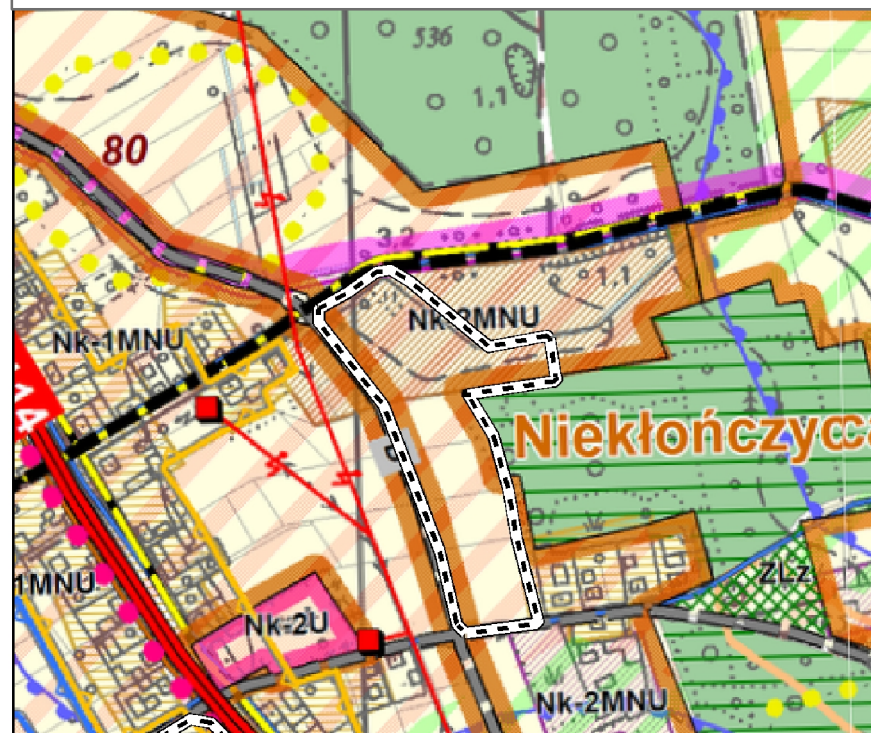 536
1,1
80
3,2
1,1
Nk-2MNU
Nk-1MNU
14
Niekłończyca
D
ZLz
1MNU
Nk-2U
Nk-2MNU